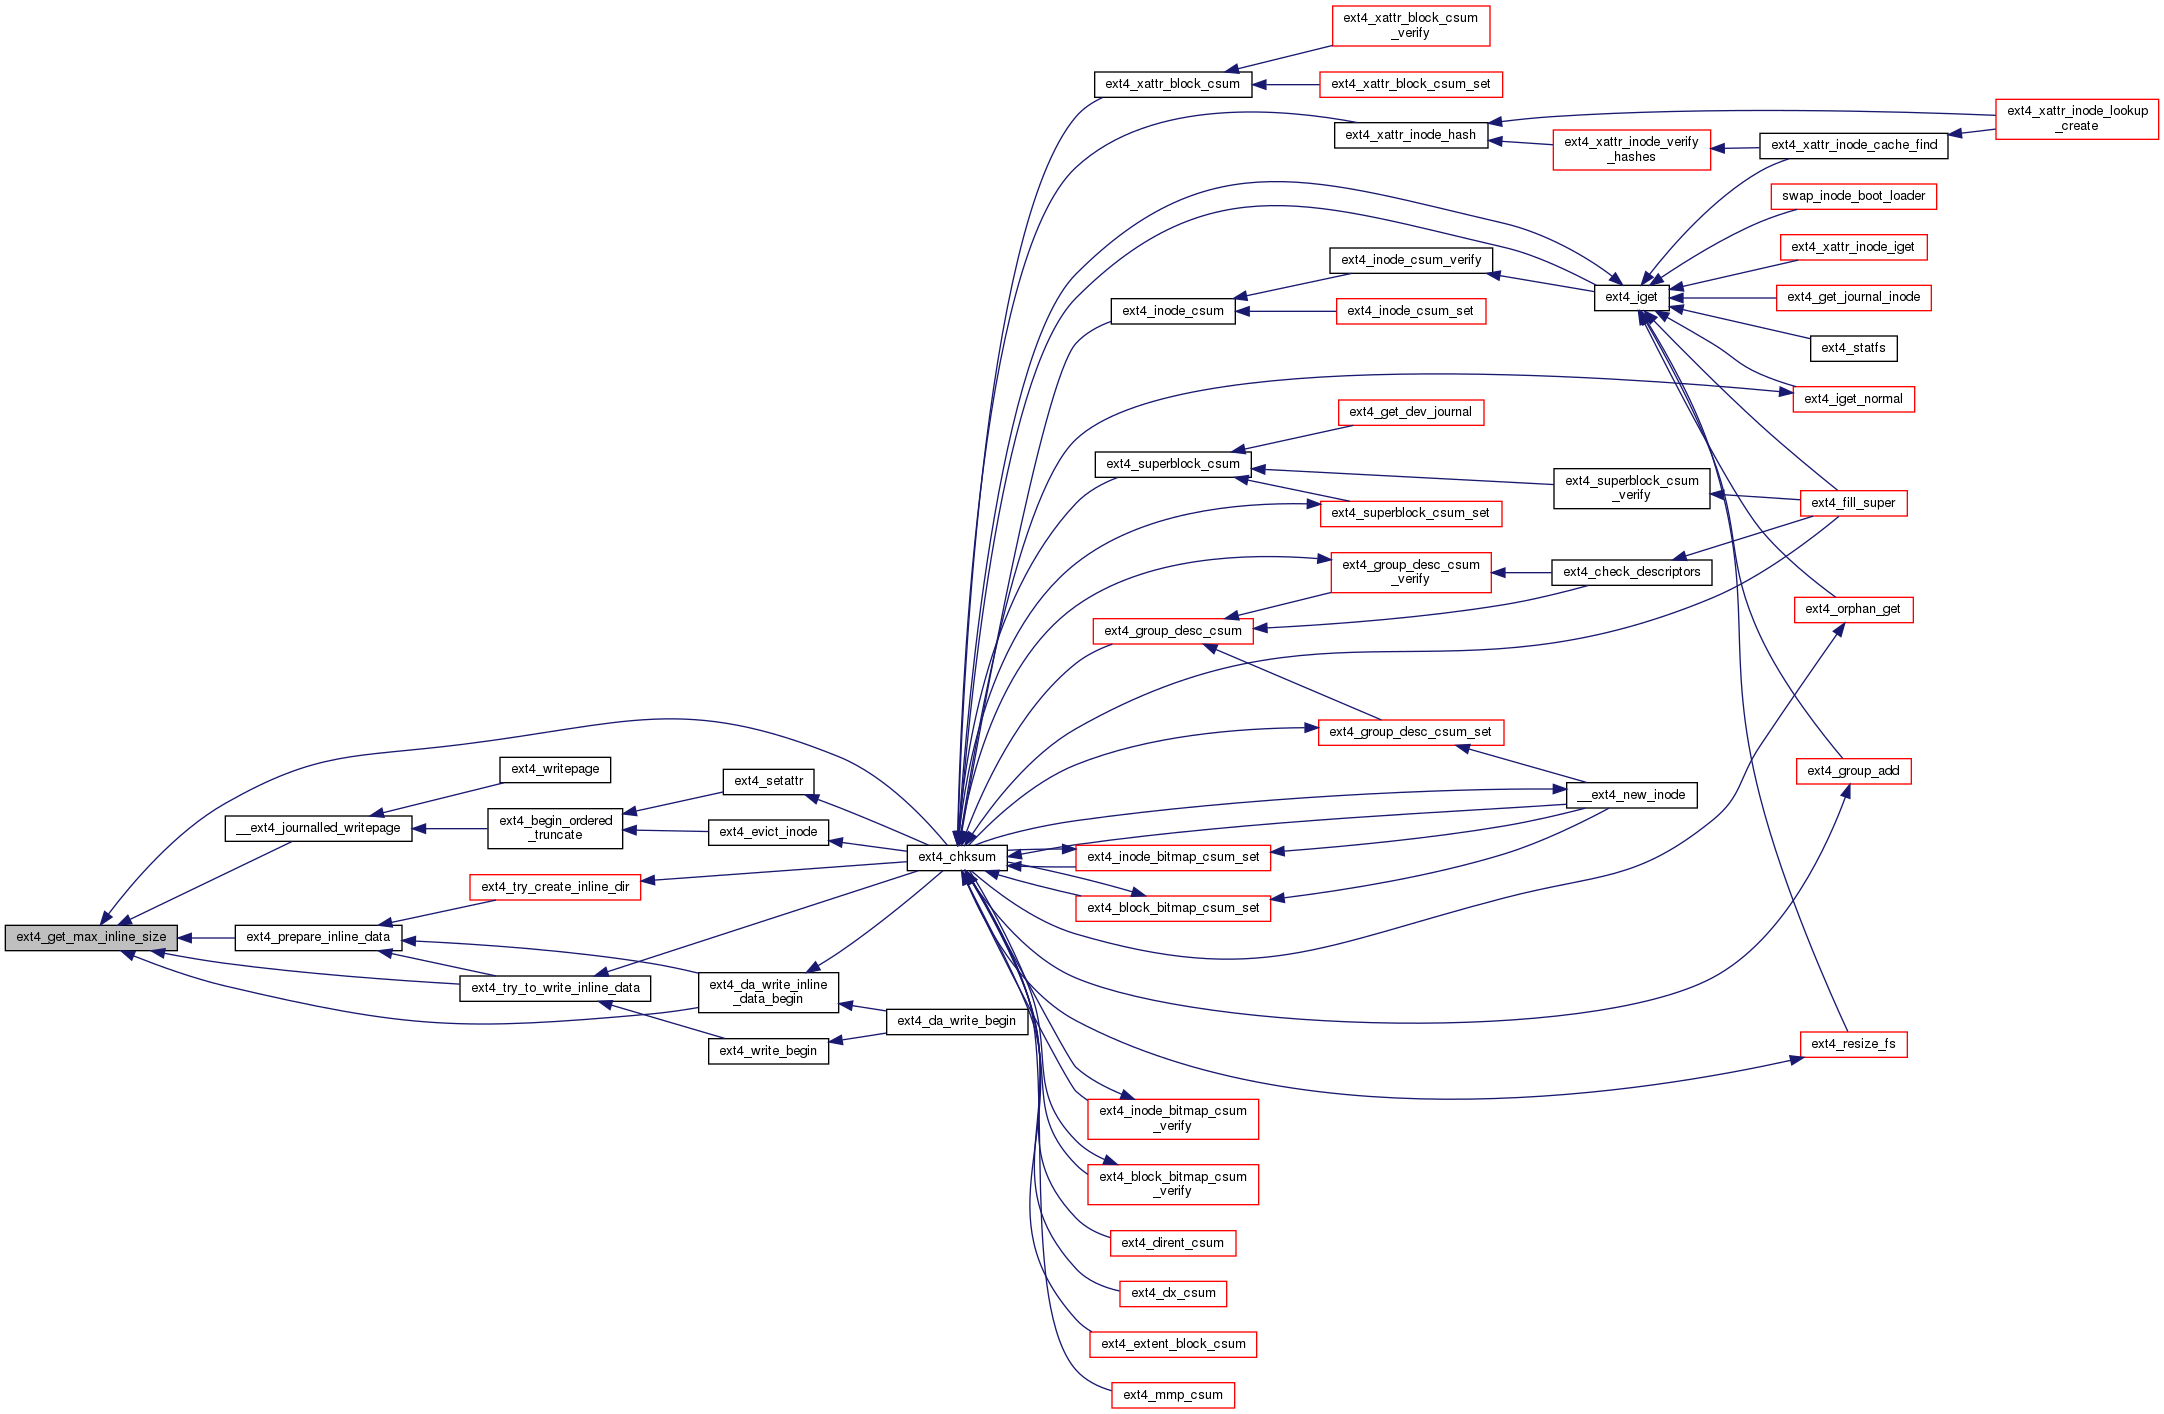 ext4_xattr_block_csum
_verify
ext4_xattr_block_csum
ext4_xattr_block_csum_set
ext4_xattr_inode_lookup
_create
ext4_xattr_inode_hash
ext4_xattr_inode_verify
_hashes
ext4_xattr_inode_cache_find
swap_inode_boot_loader
ext4_xattr_inode_iget
ext4_inode_csum_verify
ext4_iget
ext4_get_journal_inode
ext4_inode_csum
ext4_inode_csum_set
ext4_statfs
ext4_iget_normal
ext4_get_dev_journal
ext4_superblock_csum
ext4_superblock_csum
_verify
ext4_fill_super
ext4_superblock_csum_set
ext4_group_desc_csum
_verify
ext4_check_descriptors
ext4_orphan_get
ext4_group_desc_csum
ext4_group_desc_csum_set
ext4_writepage
ext4_setattr
ext4_group_add
__ext4_new_inode
__ext4_journalled_writepage
ext4_begin_ordered
_truncate
ext4_evict_inode
ext4_chksum
ext4_inode_bitmap_csum_set
ext4_try_create_inline_dir
ext4_block_bitmap_csum_set
ext4_get_max_inline_size
ext4_prepare_inline_data
ext4_try_to_write_inline_data
ext4_da_write_inline
_data_begin
ext4_da_write_begin
ext4_write_begin
ext4_resize_fs
ext4_inode_bitmap_csum
_verify
ext4_block_bitmap_csum
_verify
ext4_dirent_csum
ext4_dx_csum
ext4_extent_block_csum
ext4_mmp_csum